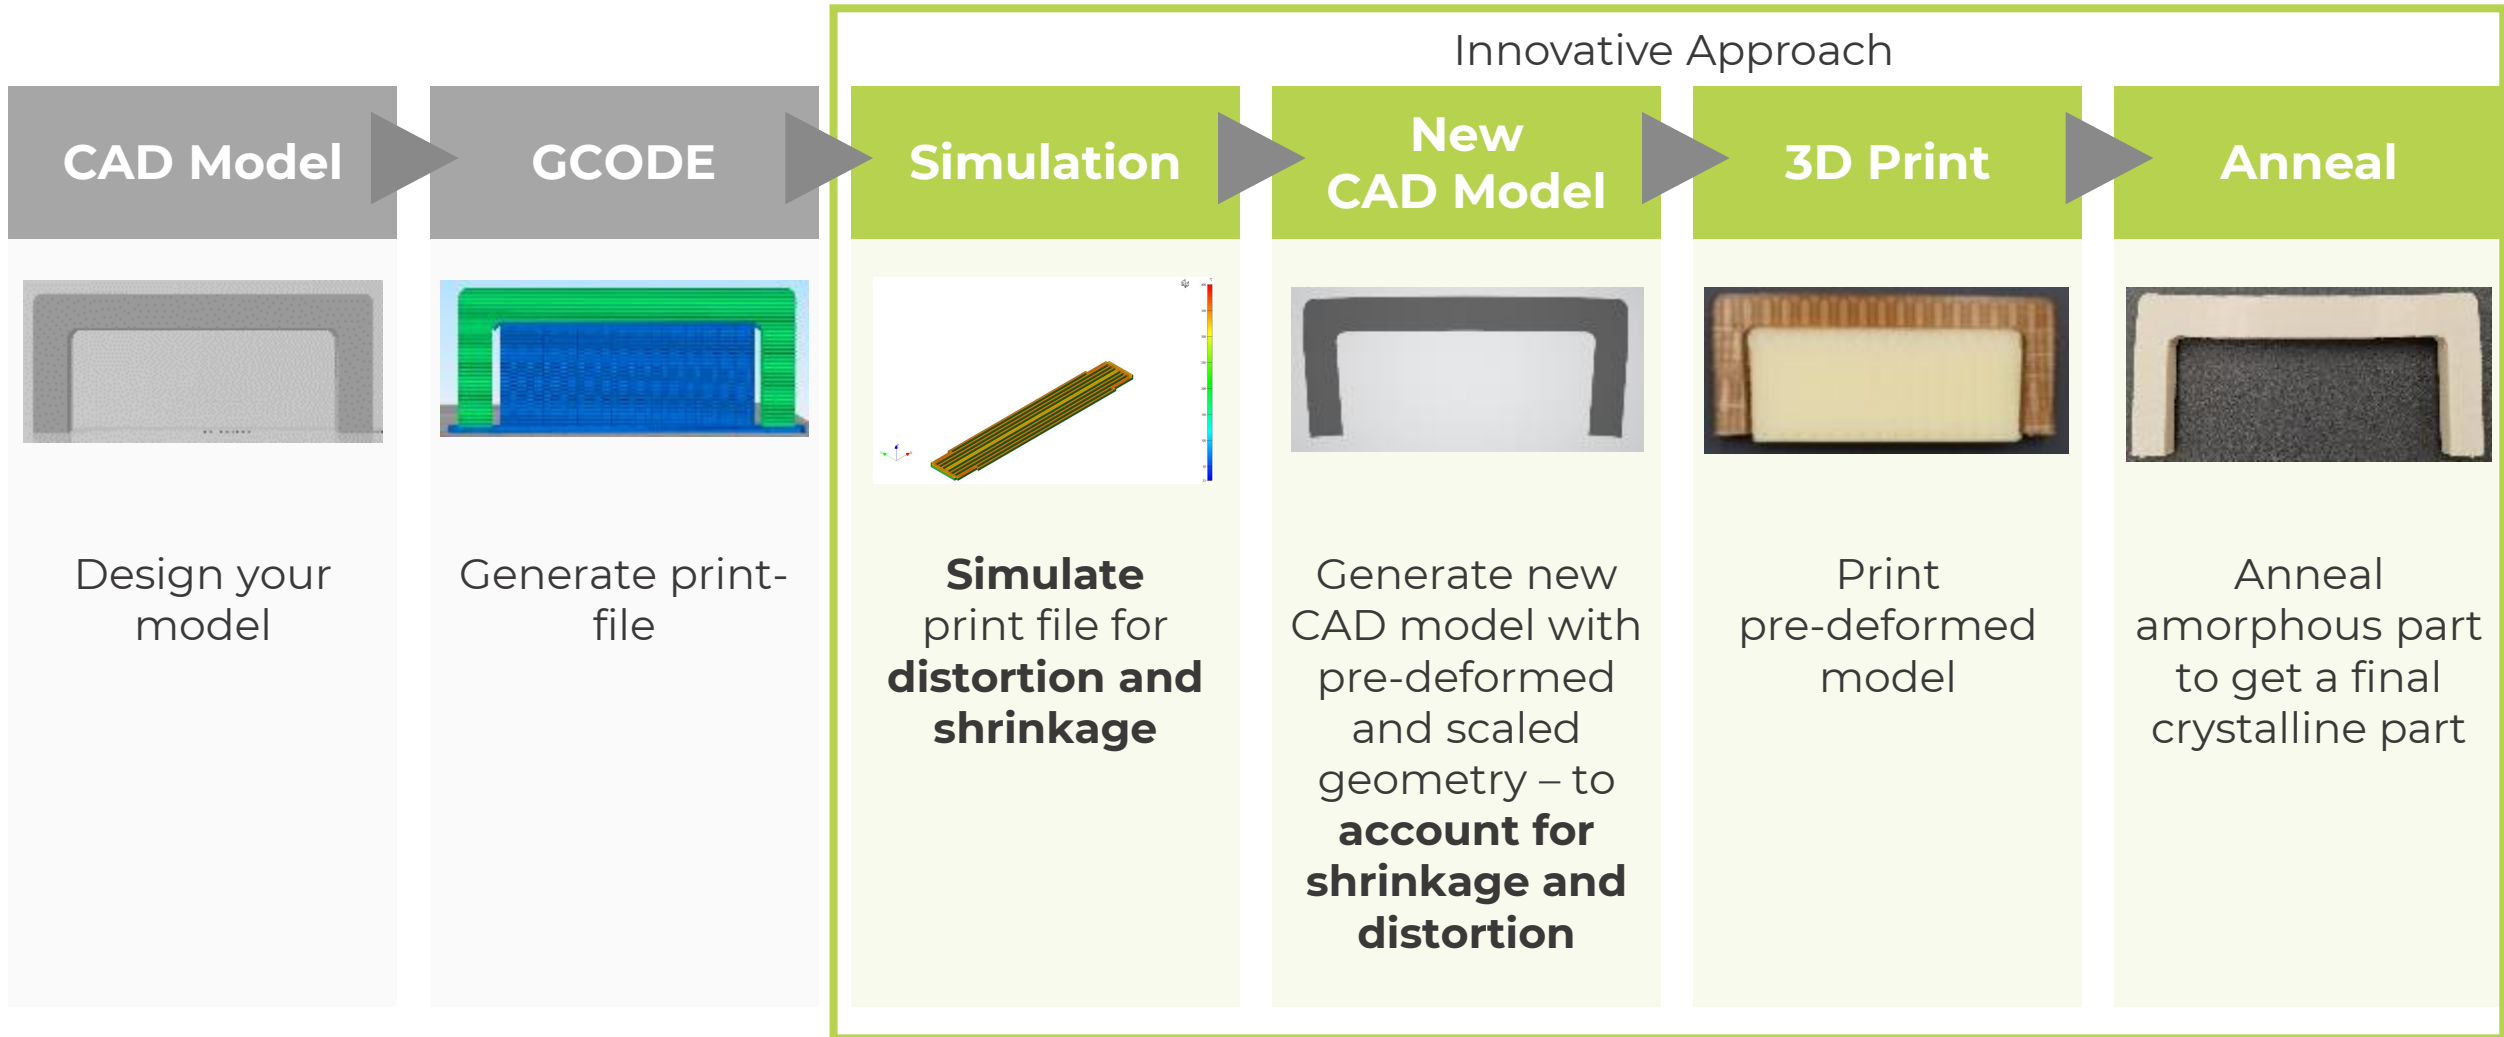 Innovative Approach
CAD Model
GCODE
Simulation
New
CAD Model
3D Print
Anneal
Design your
model
Generate print-
file
Simulate
print file for
distortion and
shrinkage
Generate new
CAD model with
pre-deformed
and scaled
geometry – to
account for
shrinkage and
distortion
Print
pre-deformed
model
Anneal
amorphous part
to get a final
crystalline part